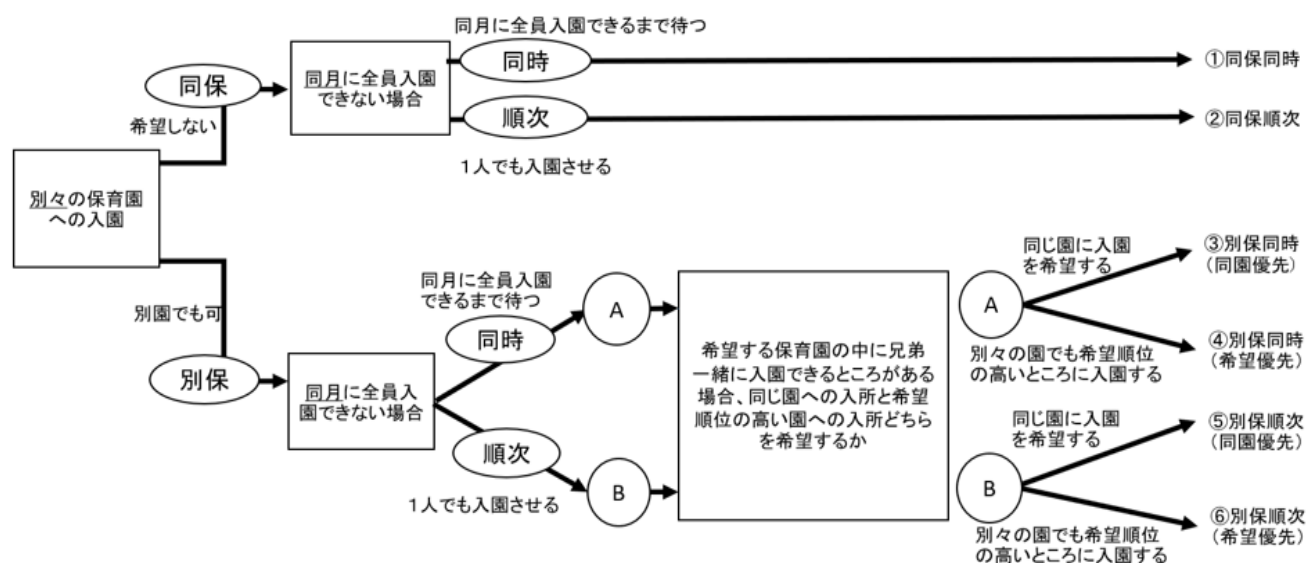 同月に全員入園できるまで待つ
同保
希望しない
同月に全員入園
できない場合
同時
①同保同時
順次
②同保順次
1人でも入園させる
別々の保育園
への入園
別園でも可
別保
同月に全員入
園できない場合
同月に全員入園
できるまで待つ
同時
A
順次
1人でも入園させる
B
希望する保育園の中に兄弟
一緒に入園できるところがある
場合、同じ園への入所と希望
順位の高い園への入所どちら
を希望するか
同じ園に入園
を希望する
A
③別保同時
(同園優先)
別々の園でも希望順位
の高いところに入園する
④別保同時
(希望優先)
同じ園に入園
を希望する
B
⑤別保順次
(同園優先)
別々の園でも希望順位
の高いところに入園する
⑥別保順次
(希望優先)